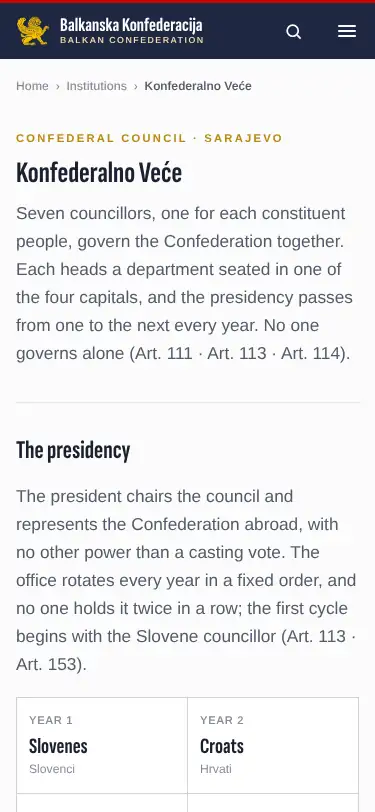 Balkanska Konfederacija
BALKAN CONFEDERATION
Home › Institutions › Konfederalno Veće
CONFEDERAL COUNCIL · SARAJEVO
Konfederalno Veće
Seven councillors, one for each constituent
people, govern the Confederation together.
Each heads a department seated in one of
the four capitals, and the presidency passes
from one to the next every year. No one
governs alone (Art. 111 · Art. 113 · Art. 114).
The presidency
The president chairs the council and
represents the Confederation abroad, with
no other power than a casting vote. The
office rotates every year in a fixed order, and
no one holds it twice in a row; the first cycle
begins with the Slovene councillor (Art. 113 ·
Art. 153).
YEAR 1
Slovenes
Slovenci
YEAR 2
Croats
Hrvati